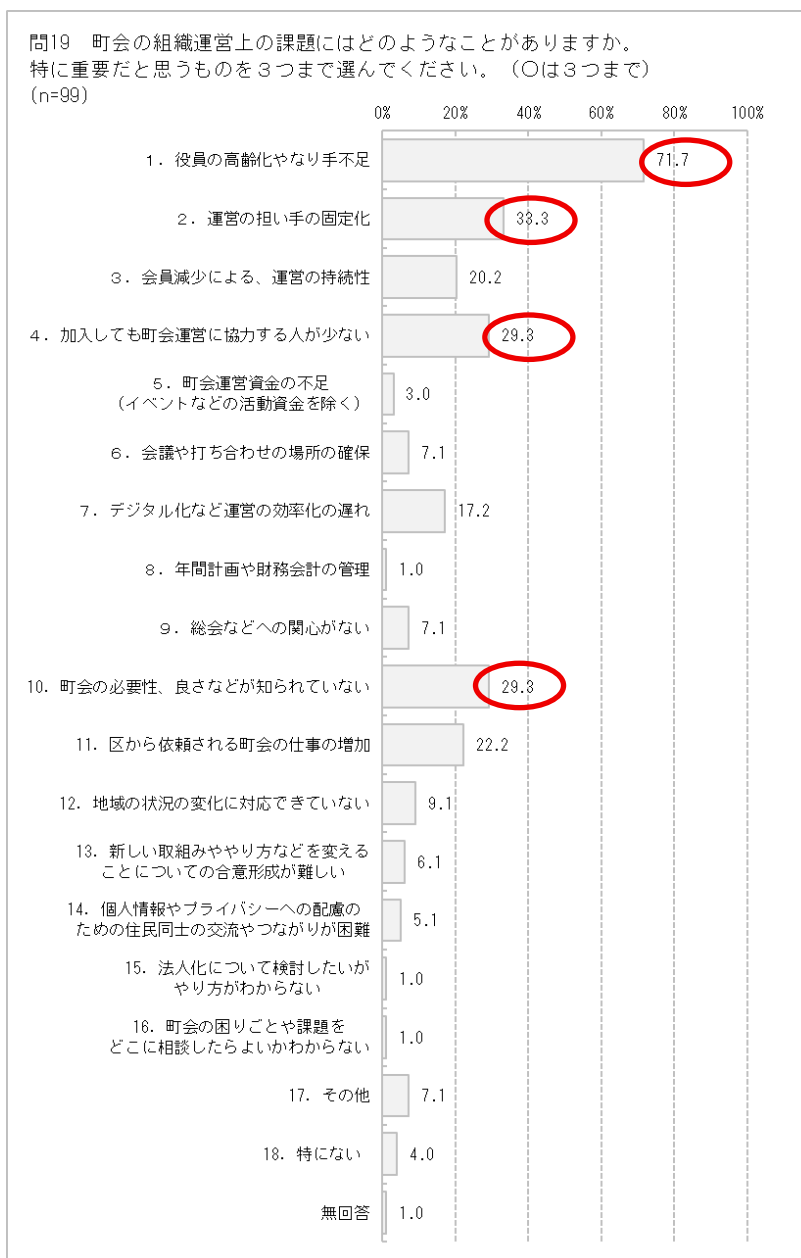 問19　町会の組織運営上の課題にはどのようなことがありますか。
特に重要だと思うものを３つまで選んでください。（○は３つまで）
(n=99)
0% 20% 40% 60% 80% 100%
1．役員の高齢化やなり手不足 71.7
2．運営の担い手の固定化 33.3
3．会員減少による、運営の持続性 20.2
4．加入しても町会運営に協力する人が少ない 29.3
5．町会運営資金の不足
（イベントなどの活動資金を除く） 3.0
6．会議や打ち合わせの場所の確保 7.1
7．デジタル化など運営の効率化の遅れ 17.2
8．年間計画や財務会計の管理 1.0
9．総会などへの関心がない 7.1
10．町会の必要性、良さなどが知られていない 29.3
11．区から依頼される町会の仕事の増加 22.2
12．地域の状況の変化に対応できていない 9.1
13．新しい取組みややり方などを変える
ことについての合意形成が難しい 6.1
14．個人情報やプライバシーへの配慮の
ための住民同士の交流やつながりが困難 5.1
15．法人化について検討したいが
やり方がわからない 1.0
16．町会の困りごとや課題を
どこに相談したらよいかわからない 1.0
17．その他 7.1
18．特にない 4.0
無回答 1.0